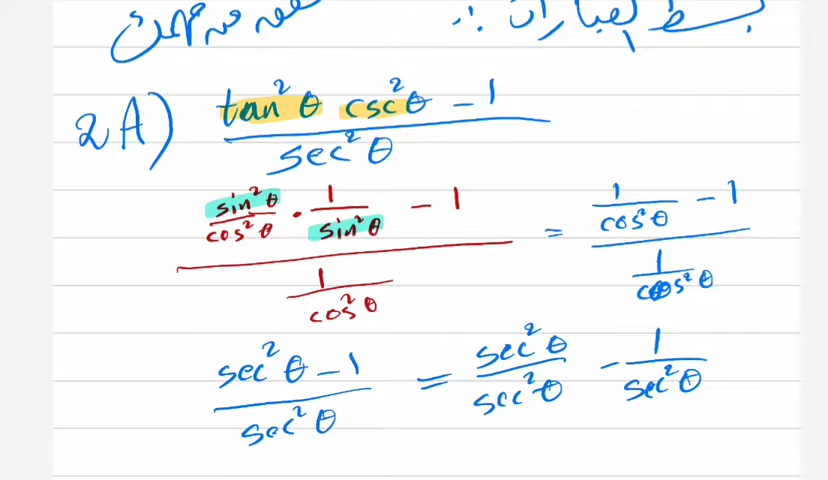 بسط العبارات :
2A) tan²θ csc²θ - 1 / sec²θ
sin²θ/cos²θ · 1/sin²θ - 1 / 1/cos²θ = 1/cos²θ - 1 / 1/cos²θ
sec²θ - 1 / sec²θ = sec²θ/sec²θ - 1/sec²θ